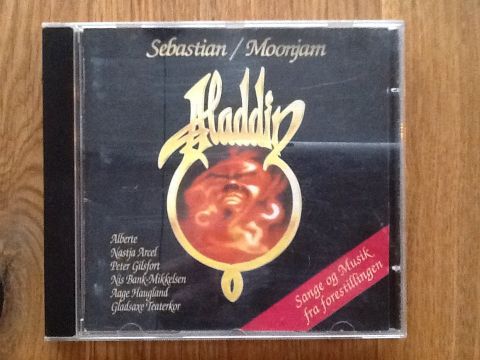 Sebastian / Moonjam
Aladdin
Alberte
Nastja Arcel
Peter Gilsfort
Nis Bank-Mikkelsen
Aage Haugland
Gladsaxe Teaterkor
Sange og Musik
fra forestillingen